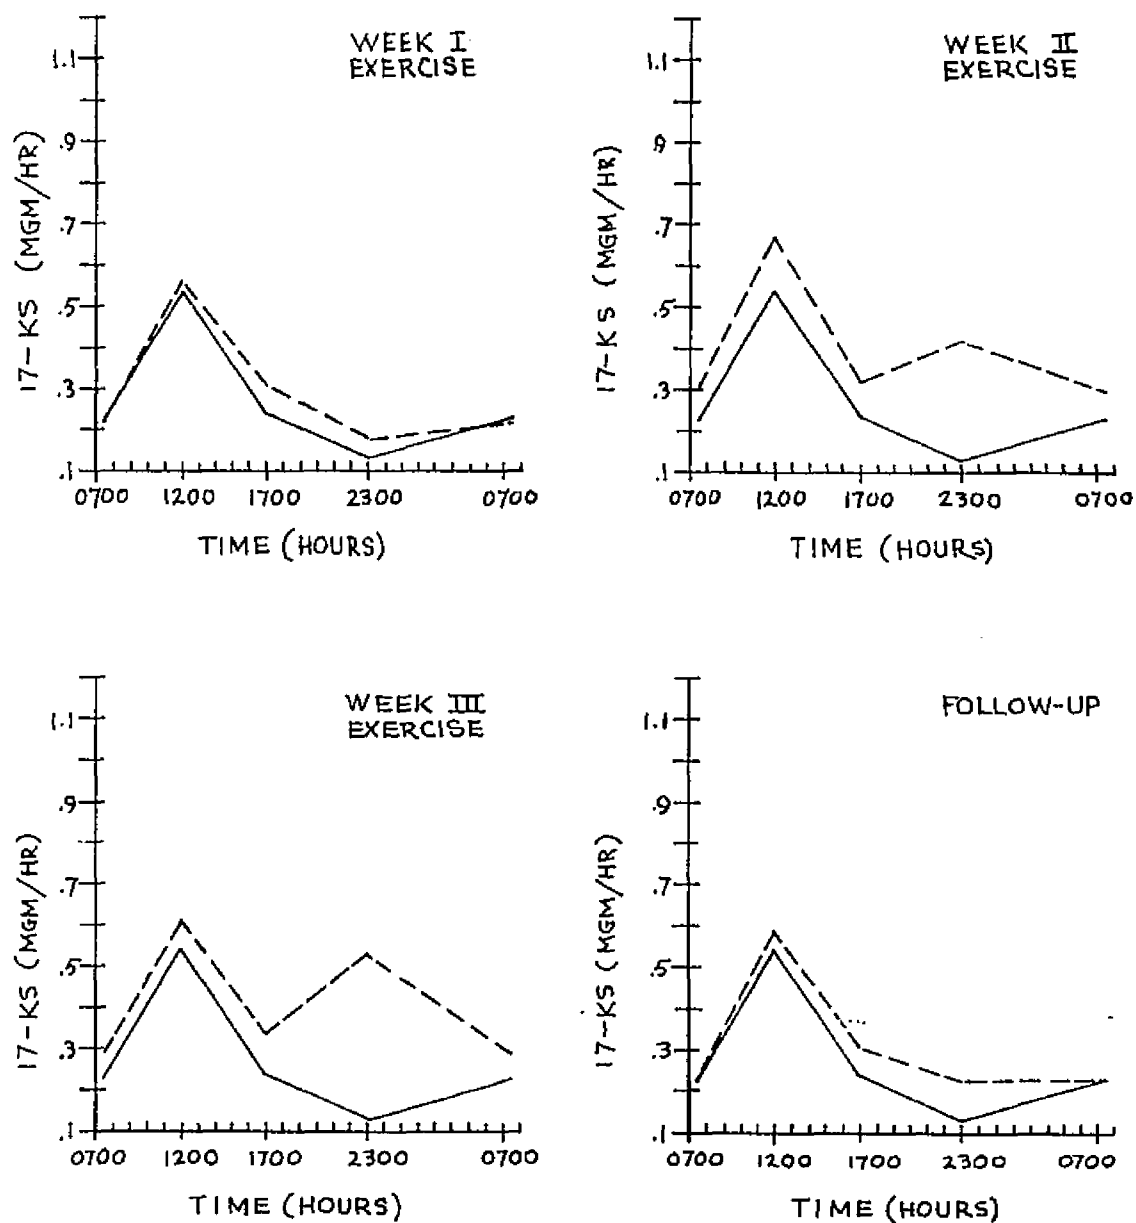 WEEK I
EXERCISE
1.1
.9
.7
.5
.3
.1
17-KS (MGM/HR)
0700 1200 1700 2300 0700
TIME (HOURS)
WEEK II
EXERCISE
1.1
.9
.7
.5
.3
.1
17-KS (MGM/HR)
0700 1200 1700 2300 0700
TIME (HOURS)
WEEK III
EXERCISE
1.1
.9
.7
.5
.3
.1
17-KS (MGM/HR)
0700 1200 1700 2300 0700
TIME (HOURS)
FOLLOW-UP
1.1
.9
.7
.5
.3
.1
17-KS (MGM/HR)
0700 1200 1700 2300 0700
TIME (HOURS)